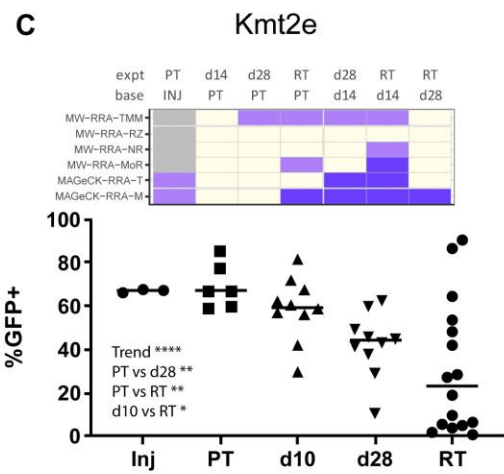 C
Kmt2e
expt PT d14 d28 RT d28 RT RT
base INJ PT PT PT d14 d14 d28
MW-RRA-TMM
MW-RRA-RZ
MW-RRA-NR
MW-RRA-MoR
MAGeCK-RRA-T
MAGeCK-RRA-M
100
80
60
40
20
0
%GFP+
Trend ****
PT vs d28 **
PT vs RT **
d10 vs RT *
Inj PT d10 d28 RT